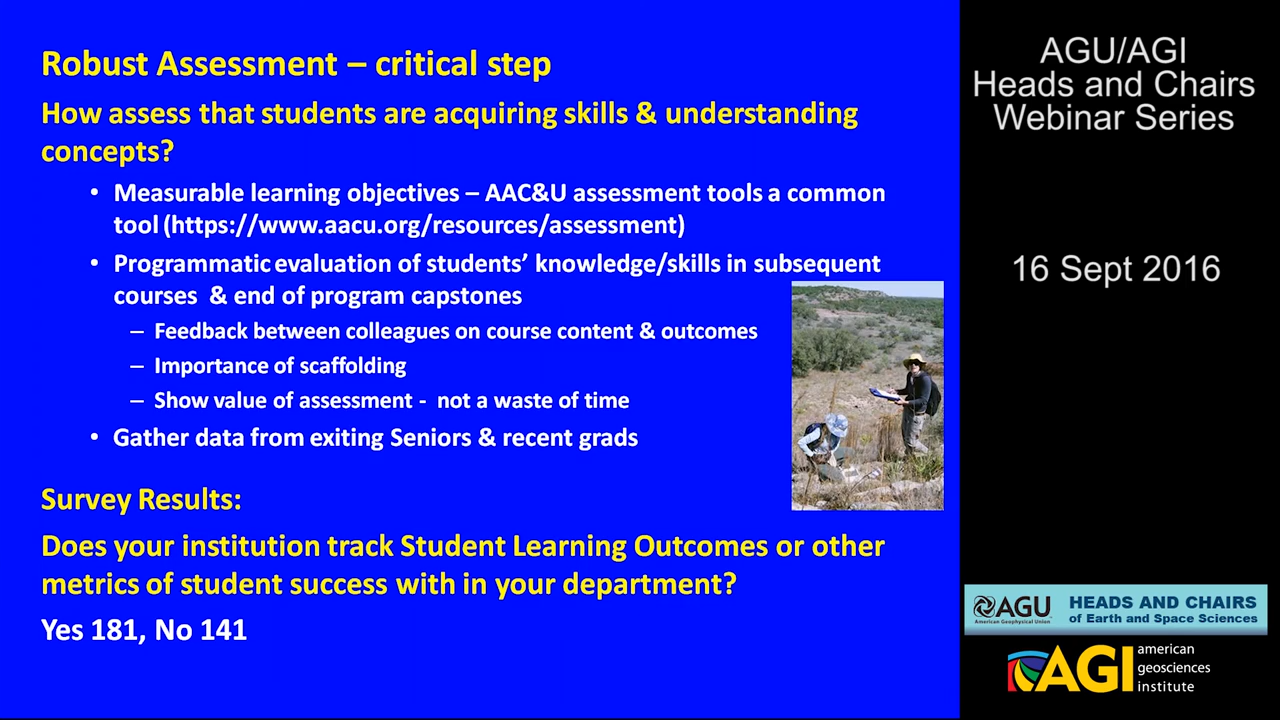 Robust Assessment – critical step
How assess that students are acquiring skills & understanding
concepts?
• Measurable learning objectives – AAC&U assessment tools a common
tool (https://www.aacu.org/resources/assessment)
• Programmatic evaluation of students’ knowledge/skills in subsequent
courses & end of program capstones
– Feedback between colleagues on course content & outcomes
– Importance of scaffolding
– Show value of assessment - not a waste of time
• Gather data from exiting Seniors & recent grads
Survey Results:
Does your institution track Student Learning Outcomes or other
metrics of student success with in your department?
Yes 181, No 141
AGU/AGI
Heads and Chairs
Webinar Series
16 Sept 2016
AGU
American Geophysical Union
HEADS AND CHAIRS
of Earth and Space Sciences
AGI
american
geosciences
institute